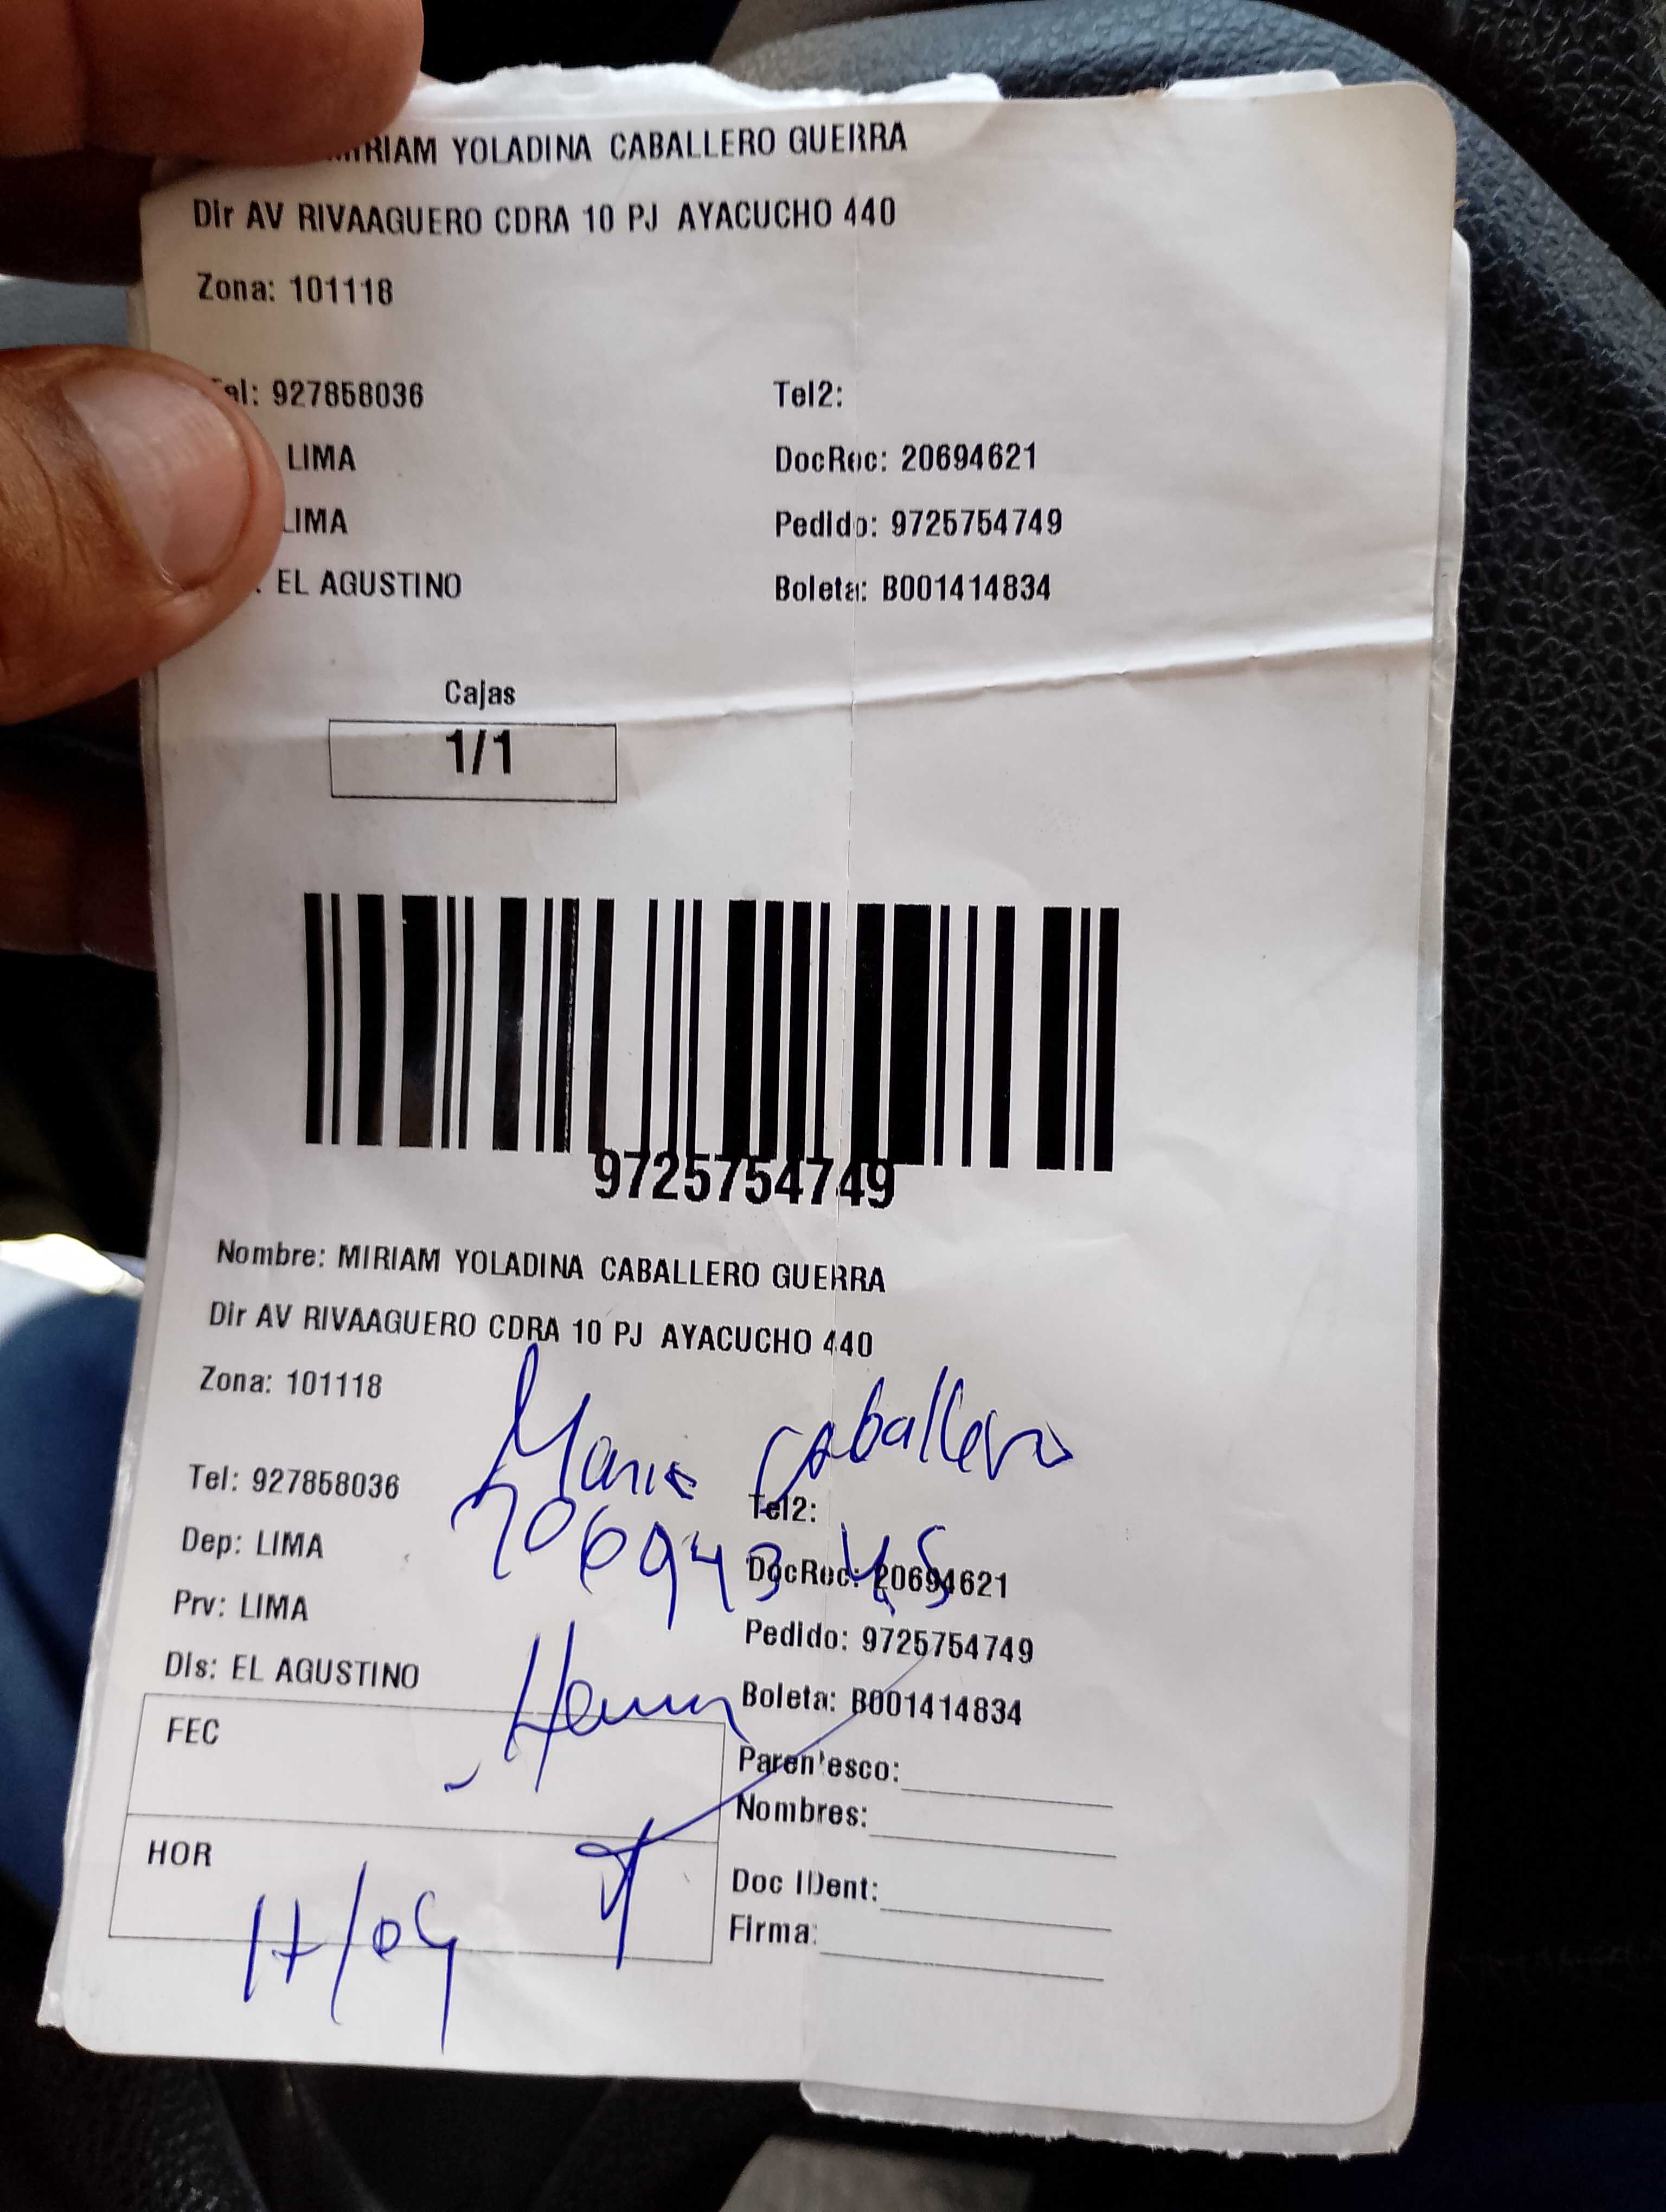 RIAM YOLADINA CABALLERO GUERRA
Dir AV RIVAAGUERO CDRA 10 PJ AYACUCHO 440
Zona: 101118
el: 927858036 Tel2:
LIMA DocRec: 20694621
LIMA Pedido: 9725754749
. EL AGUSTINO Boleta: B001414834
Cajas
1/1
9725754749
Nombre: MIRIAM YOLADINA CABALLERO GUERRA
Dir AV RIVAAGUERO CDRA 10 PJ AYACUCHO 440
Zona: 101118
Maria Caballero
Tel: 927858036 Tel2:
Dep: LIMA DocRec: 20694621
Prv: LIMA Pedido: 9725754749
Dis: EL AGUSTINO Boleta: B001414834
FEC Parentesco:
Nombres:
HOR Doc IDent:
Firma: